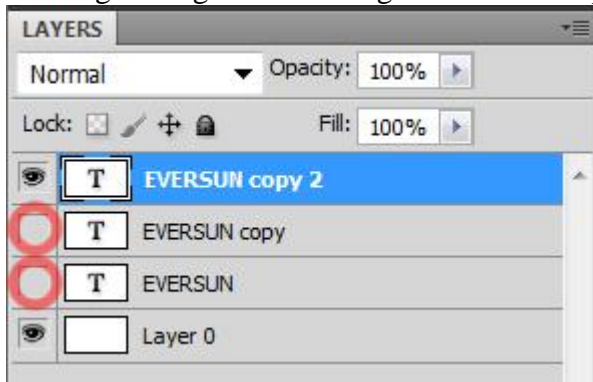 LAYERS
Normal Opacity: 100%
Lock: Fill: 100%
T EVERSUN copy 2
T EVERSUN copy
T EVERSUN
Layer 0